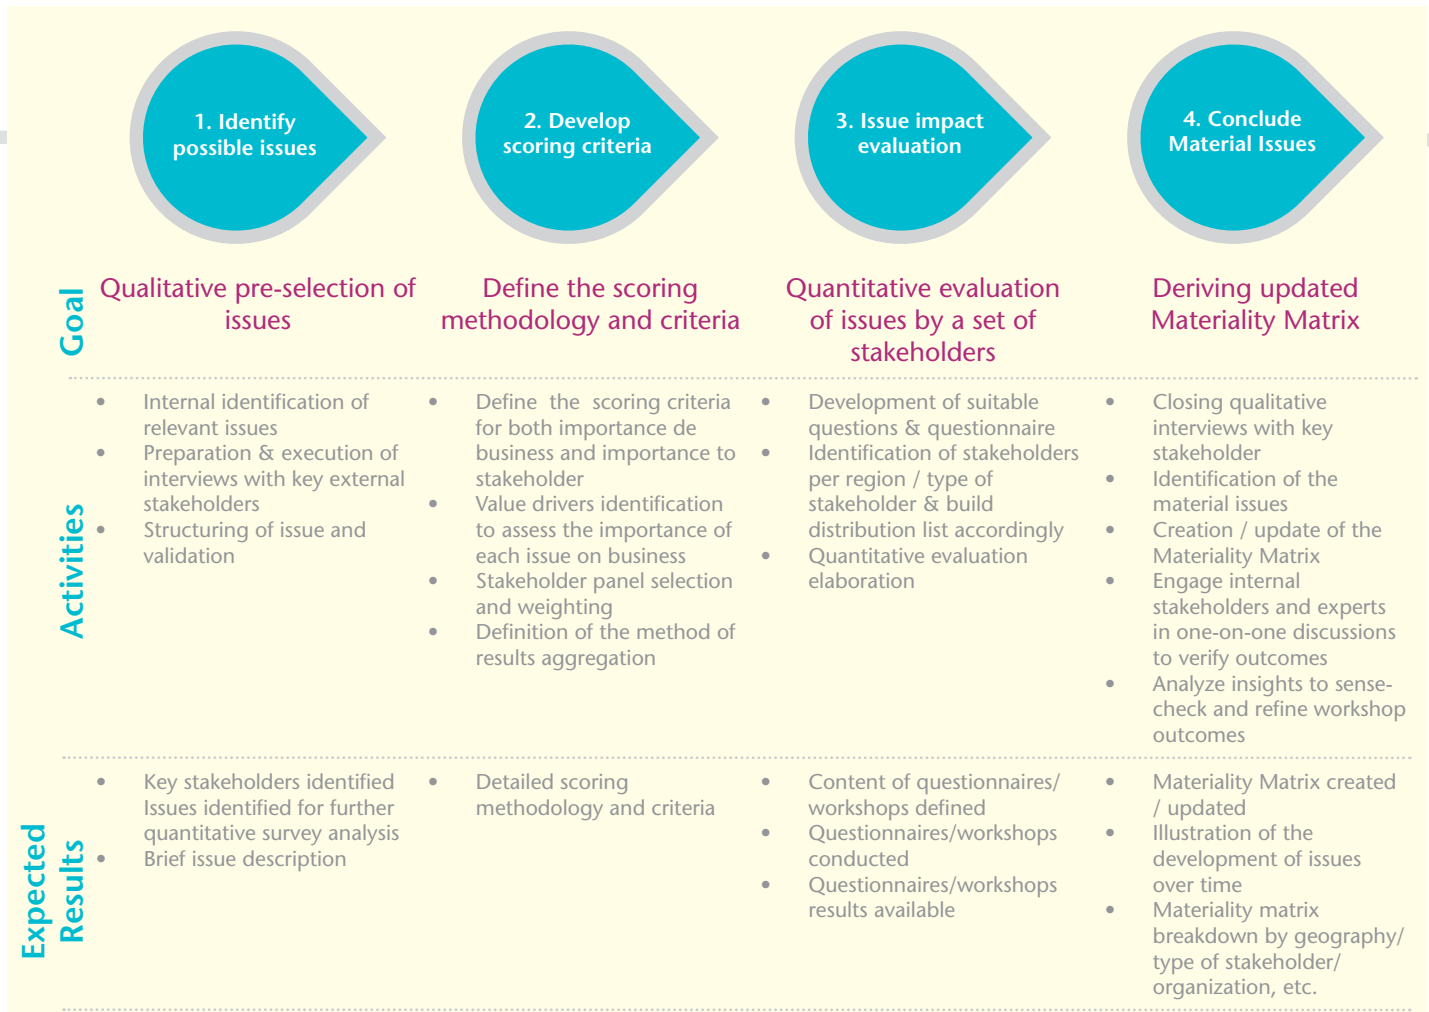 1. Identify
possible issues
2. Develop
scoring criteria
3. Issue impact
evaluation
4. Conclude
Material Issues
Goal
Qualitative pre-selection of
issues
Define the scoring
methodology and criteria
Quantitative evaluation
of issues by a set of
stakeholders
Deriving updated
Materiality Matrix
Activities
• Internal identification of
relevant issues
• Preparation & execution of
interviews with key external
stakeholders
• Structuring of issue and
validation
• Define the scoring criteria
for both importance de
business and importance to
stakeholder
• Value drivers identification
to assess the importance of
each issue on business
• Stakeholder panel selection
and weighting
• Definition of the method of
results aggregation
• Development of suitable
questions & questionnaire
• Identification of stakeholders
per region / type of
stakeholder & build
distribution list accordingly
• Quantitative evaluation
elaboration
• Closing qualitative
interviews with key
stakeholder
• Identification of the
material issues
• Creation / update of the
Materiality Matrix
• Engage internal
stakeholders and experts
in one-on-one discussions
to verify outcomes
• Analyze insights to sense-
check and refine workshop
outcomes
Expected
Results
• Key stakeholders identified
Issues identified for further
quantitative survey analysis
• Brief issue description
• Detailed scoring
methodology and criteria
• Content of questionnaires/
workshops defined
• Questionnaires/workshops
conducted
• Questionnaires/workshops
results available
• Materiality Matrix created
/ updated
• Illustration of the
development of issues
over time
• Materiality matrix
breakdown by geography/
type of stakeholder/
organization, etc.